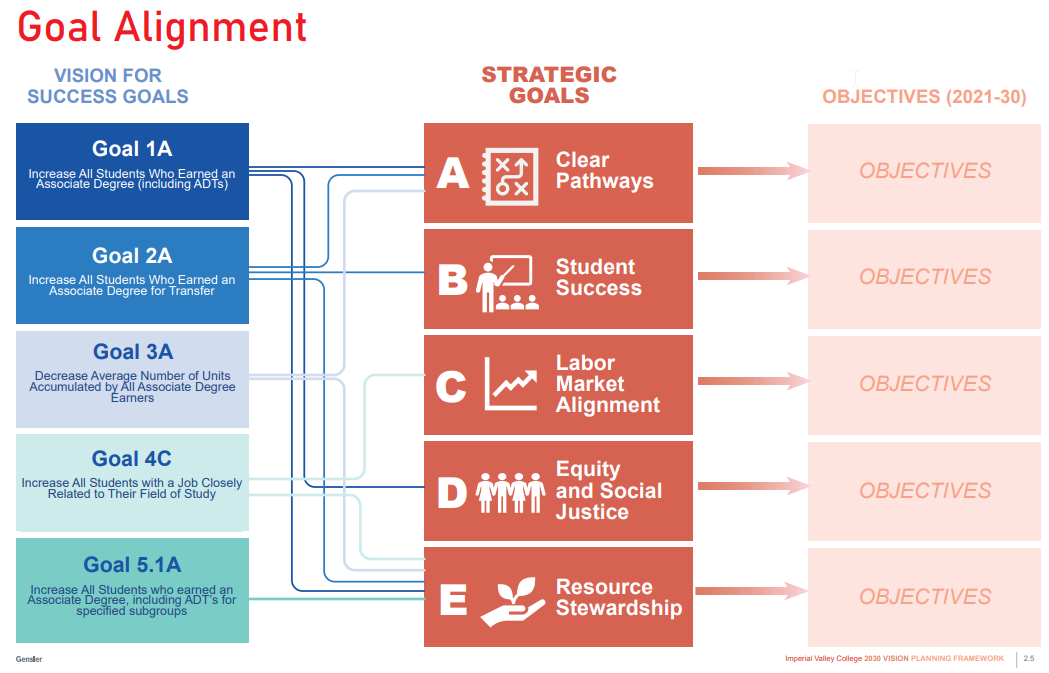 Goal Alignment
VISION FOR
SUCCESS GOALS
STRATEGIC
GOALS
OBJECTIVES (2021-30)
Goal 1A
Increase All Students Who Earned an
Associate Degree (including ADTs)
Goal 2A
Increase All Students Who Earned an
Associate Degree for Transfer
Goal 3A
Decrease Average Number of Units
Accumulated by All Associate Degree
Earners
Goal 4C
Increase All Students with a Job Closely
Related to Their Field of Study
Goal 5.1A
Increase All Students who earned an
Associate Degree, including ADT's for
specified subgroups
A
Clear
Pathways
B
Student
Success
C
Labor
Market
Alignment
D
Equity
and Social
Justice
E
Resource
Stewardship
OBJECTIVES
OBJECTIVES
OBJECTIVES
OBJECTIVES
OBJECTIVES
Gensler
Imperial Valley College 2030 VISION PLANNING FRAMEWORK
2.5